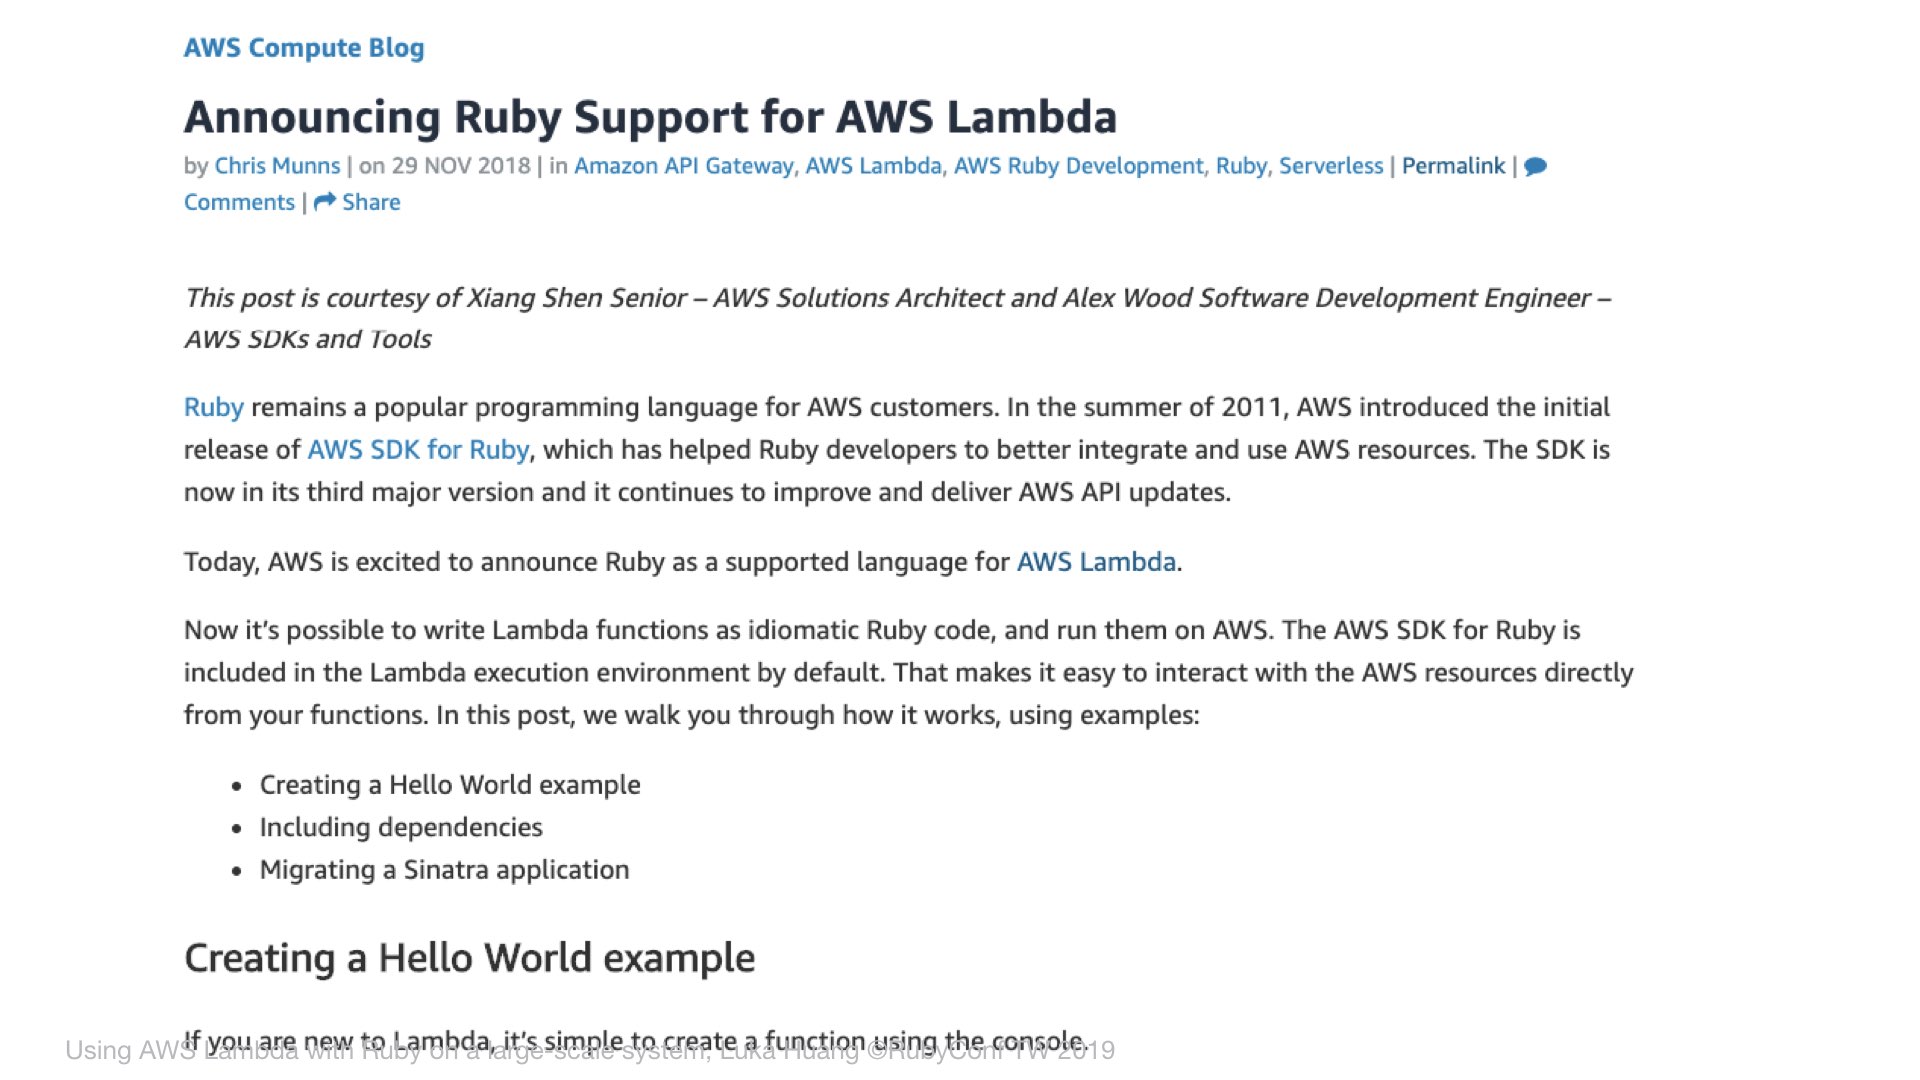 AWS Compute Blog
Announcing Ruby Support for AWS Lambda
by Chris Munns | on 29 NOV 2018 | in Amazon API Gateway, AWS Lambda, AWS Ruby Development, Ruby, Serverless | Permalink |
Comments | Share
This post is courtesy of Xiang Shen Senior – AWS Solutions Architect and Alex Wood Software Development Engineer –
AWS SDKs and Tools
Ruby remains a popular programming language for AWS customers. In the summer of 2011, AWS introduced the initial
release of AWS SDK for Ruby, which has helped Ruby developers to better integrate and use AWS resources. The SDK is
now in its third major version and it continues to improve and deliver AWS API updates.
Today, AWS is excited to announce Ruby as a supported language for AWS Lambda.
Now it’s possible to write Lambda functions as idiomatic Ruby code, and run them on AWS. The AWS SDK for Ruby is
included in the Lambda execution environment by default. That makes it easy to interact with the AWS resources directly
from your functions. In this post, we walk you through how it works, using examples:
• Creating a Hello World example
• Including dependencies
• Migrating a Sinatra application
Creating a Hello World example
If you are new to Lambda, it’s simple to create a function using the console.
Using AWS Lambda with Ruby on a large-scale system, Luka Huang ©RubyConf TW 2019